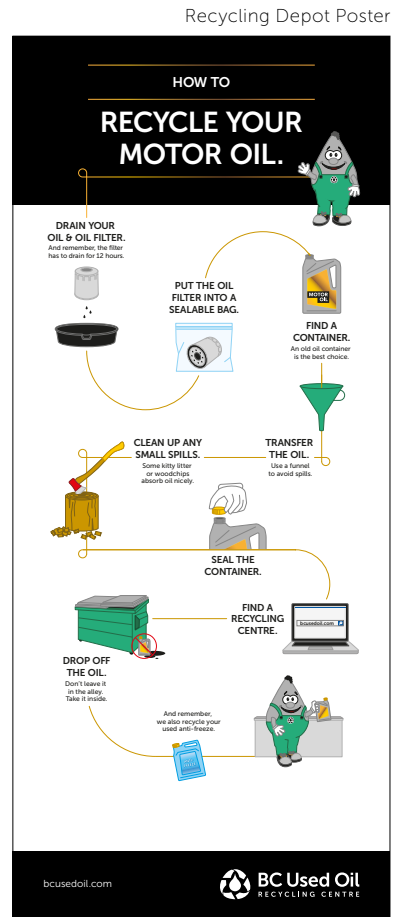 Recycling Depot Poster
HOW TO
RECYCLE YOUR
MOTOR OIL.
DRAIN YOUR
OIL & OIL FILTER.
And remember, the filter
has to drain for 12 hours.
PUT THE OIL
FILTER INTO A
SEALABLE BAG.
MOTOR
OIL
FIND A
CONTAINER.
An old oil container
is the best choice.
TRANSFER
THE OIL.
Use a funnel
to avoid spills.
CLEAN UP ANY
SMALL SPILLS.
Some kitty litter
or woodchips
absorb oil nicely.
SEAL THE
CONTAINER.
FIND A
RECYCLING
CENTRE.
bcusedoil.com
DROP OFF
THE OIL.
Don't leave it
in the alley.
Take it inside.
And remember,
we also recycle your
used anti-freeze.
bcusedoil.com
BC Used Oil
RECYCLING CENTRE